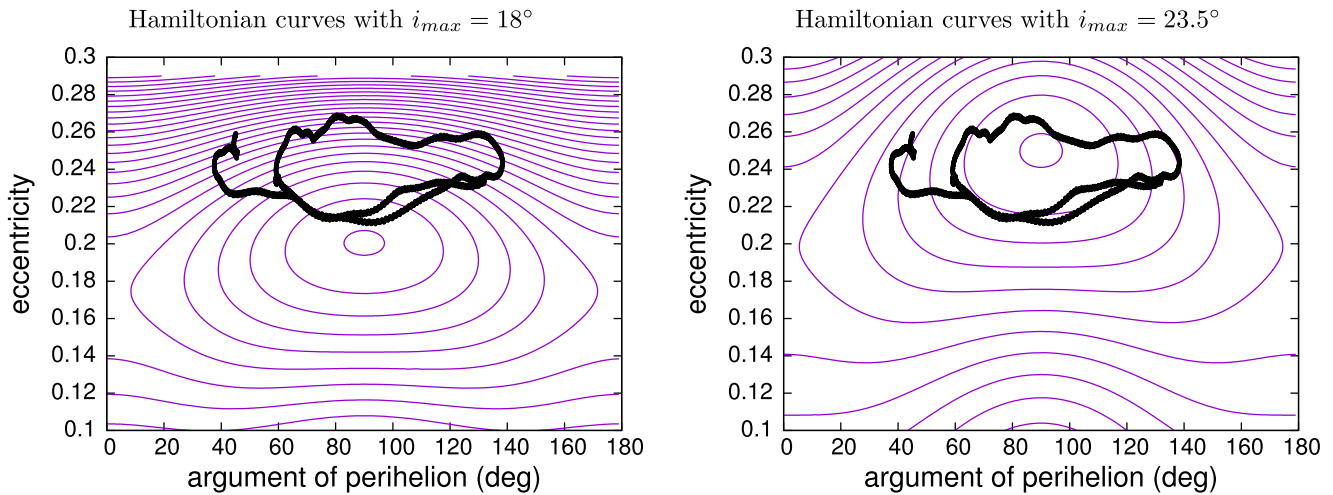 Hamiltonian curves with i_max = 18°
0.3
0.28
0.26
0.24
0.22
0.2
0.18
0.16
0.14
0.12
0.1
eccentricity
0 20 40 60 80 100 120 140 160 180
argument of perihelion (deg)
Hamiltonian curves with i_max = 23.5°
0.3
0.28
0.26
0.24
0.22
0.2
0.18
0.16
0.14
0.12
0.1
eccentricity
0 20 40 60 80 100 120 140 160 180
argument of perihelion (deg)